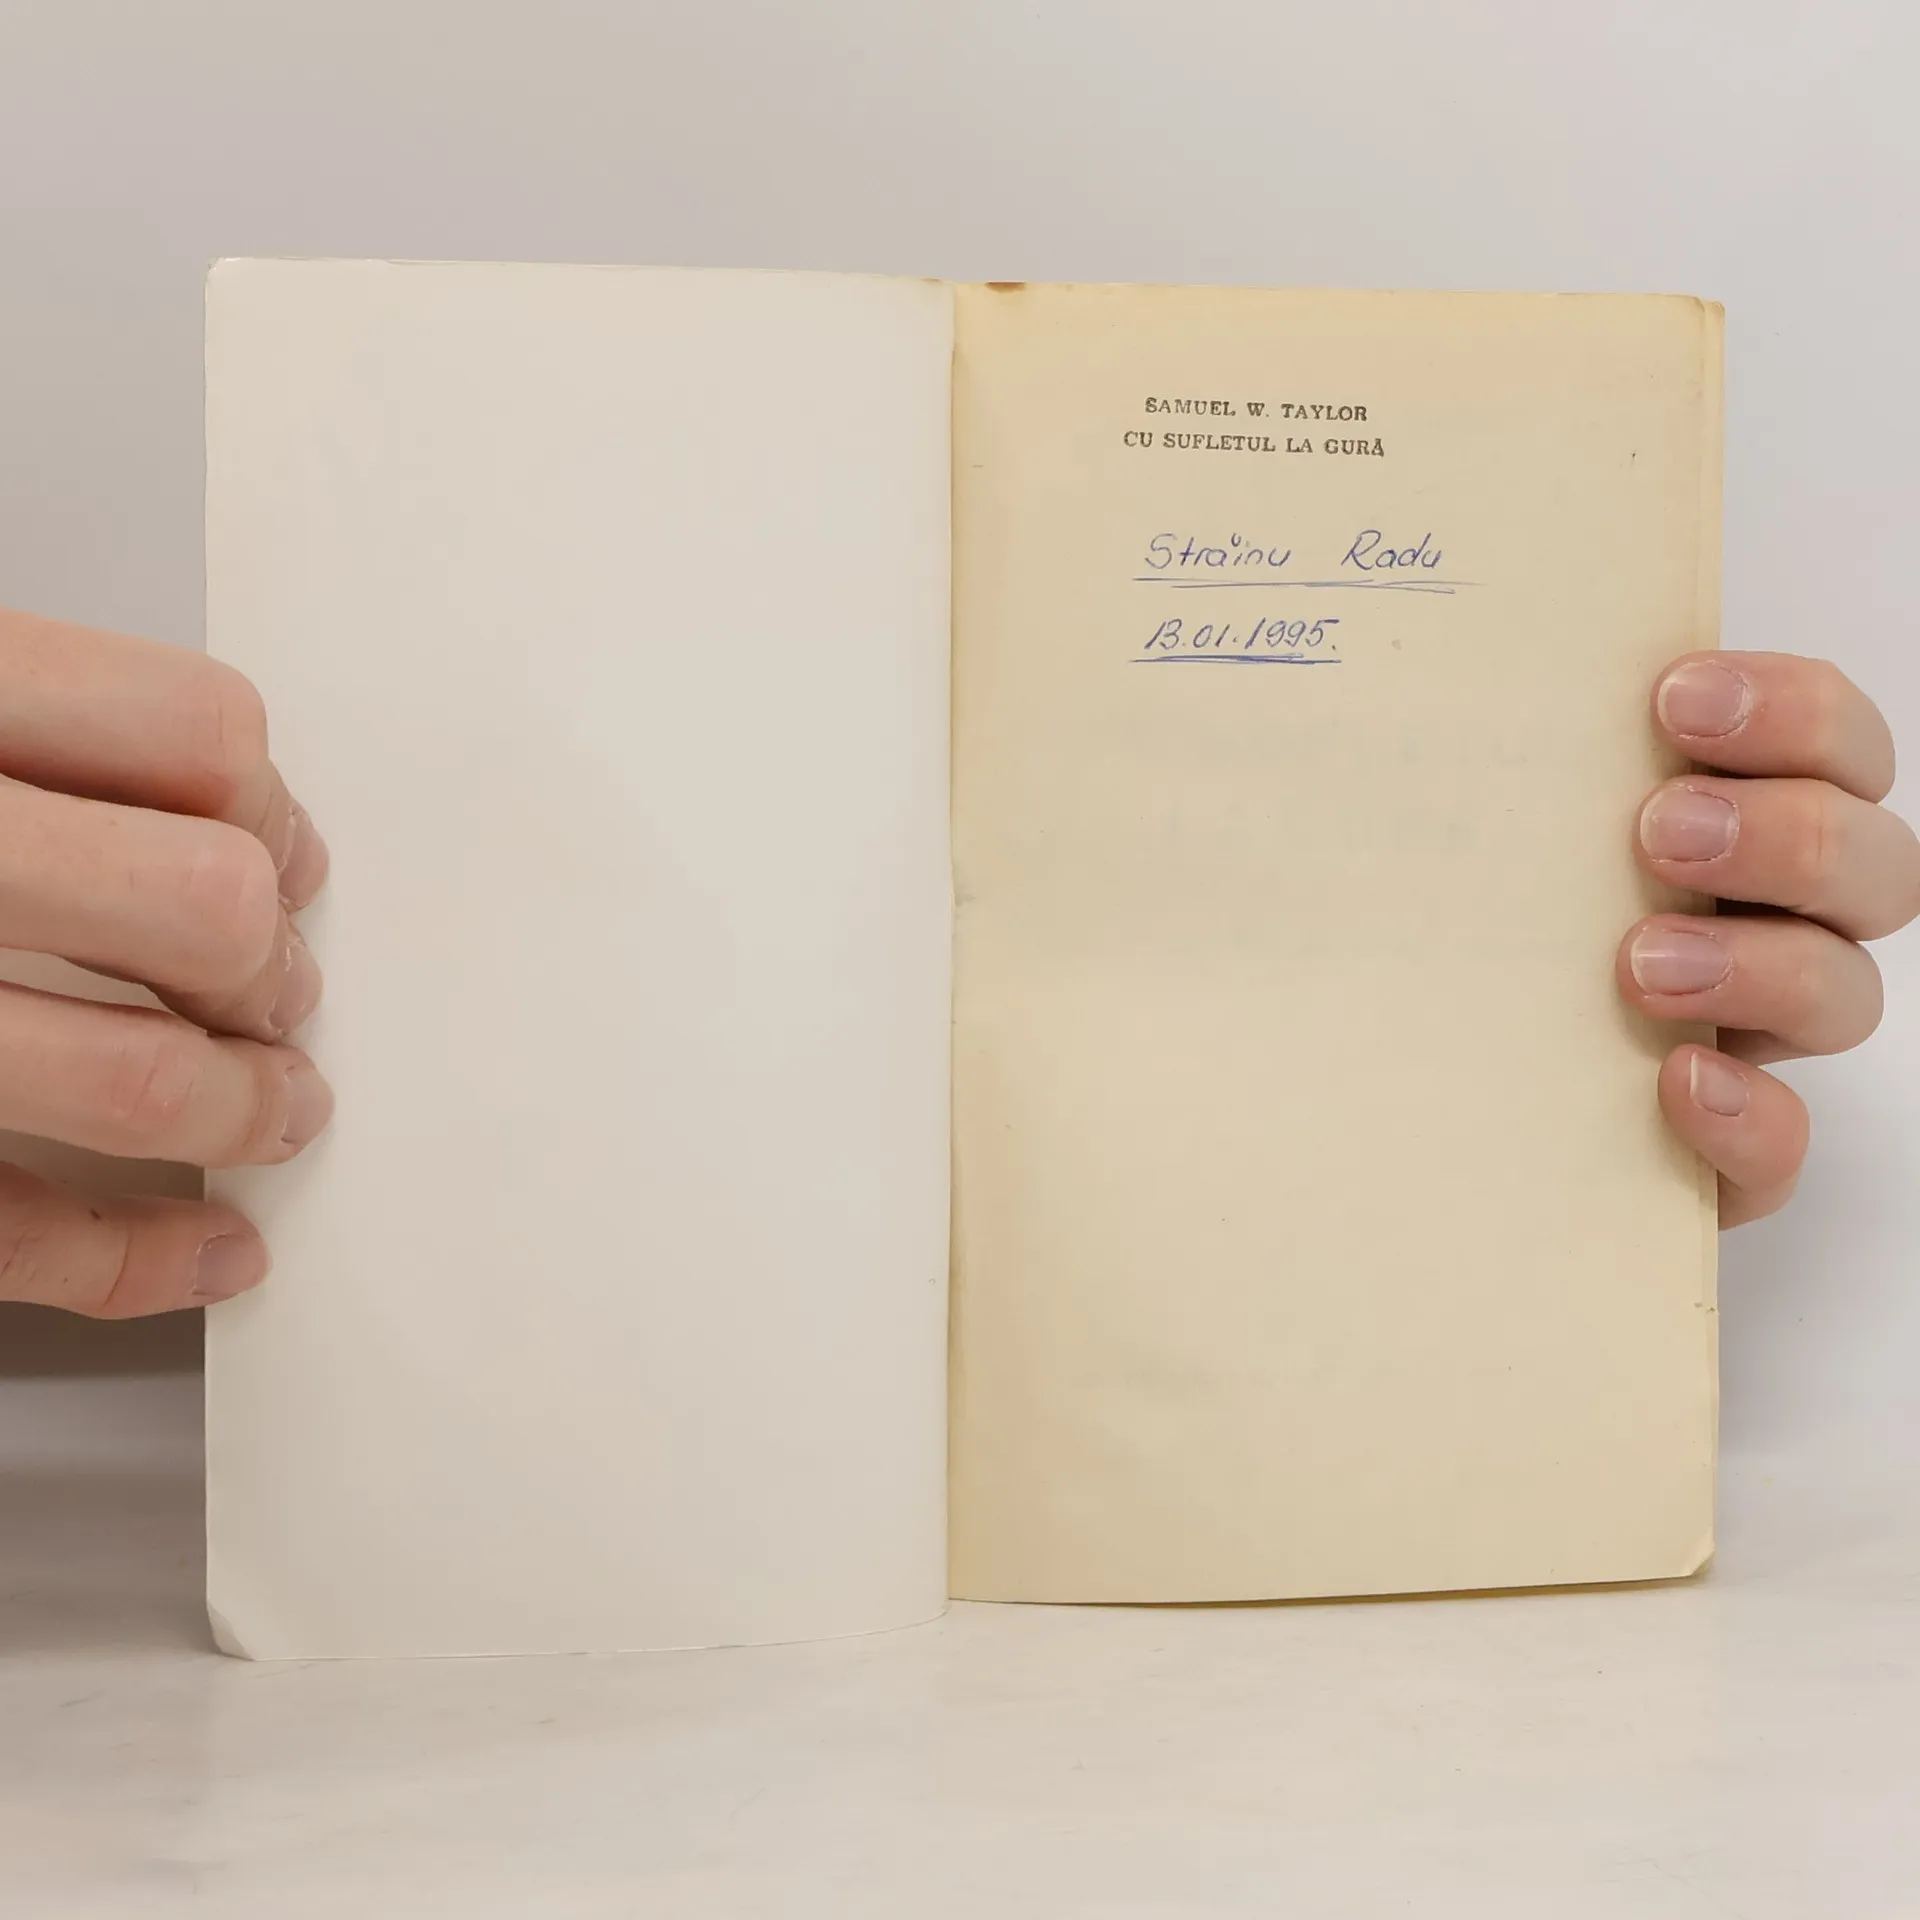 SAMUEL W. TAYLOR
CU SUFLETUL LA GURĂ
Străinu Radu
13.01.1995.